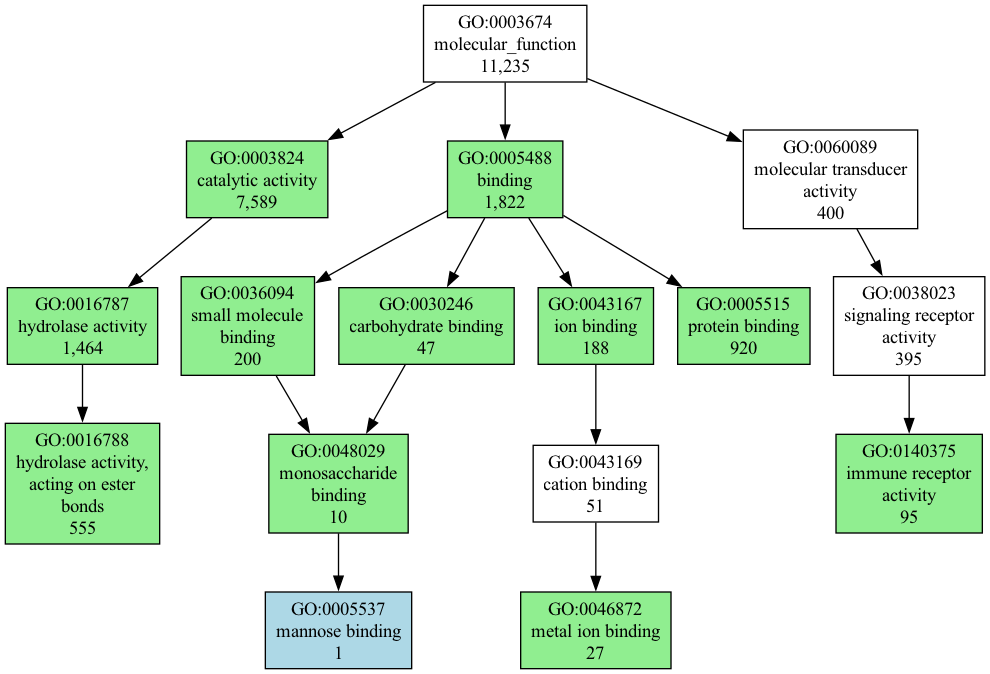 GO:0003674
molecular_function
11,235
GO:0003824
catalytic activity
7,589
GO:0005488
binding
1,822
GO:0060089
molecular transducer
activity
400
GO:0016787
hydrolase activity
1,464
GO:0036094
small molecule
binding
200
GO:0030246
carbohydrate binding
47
GO:0043167
ion binding
188
GO:0005515
protein binding
920
GO:0038023
signaling receptor
activity
395
GO:0016788
hydrolase activity,
acting on ester
bonds
555
GO:0048029
monosaccharide
binding
10
GO:0043169
cation binding
51
GO:0140375
immune receptor
activity
95
GO:0005537
mannose binding
1
GO:0046872
metal ion binding
27